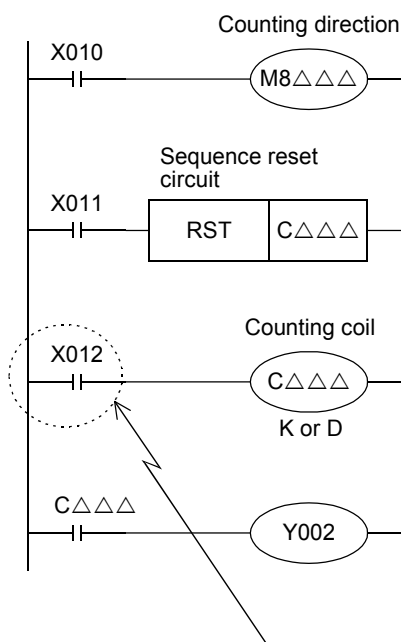 Counting direction
X010
M8△△△
Sequence reset
circuit
X011
RST
C△△△
Counting coil
X012
C△△△
K or D
C△△△
Y002